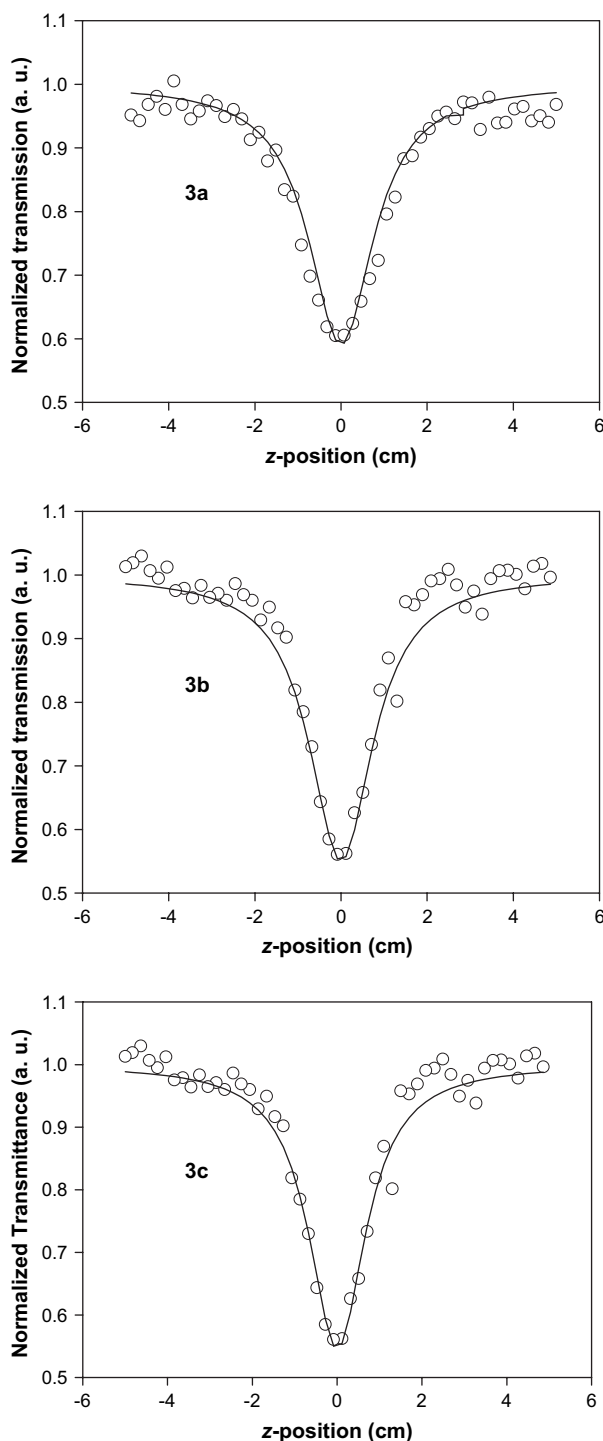 1.1
1.0
0.9
0.8
0.7
0.6
0.5
Normalized transmission (a. u.)
3a
-6 -4 -2 0 2 4 6
z-position (cm)
1.1
1.0
0.9
0.8
0.7
0.6
0.5
Normalized transmission (a. u.)
3b
-6 -4 -2 0 2 4 6
z-position (cm)
1.1
1.0
0.9
0.8
0.7
0.6
0.5
Normalized Transmittance (a. u.)
3c
-6 -4 -2 0 2 4 6
z-position (cm)